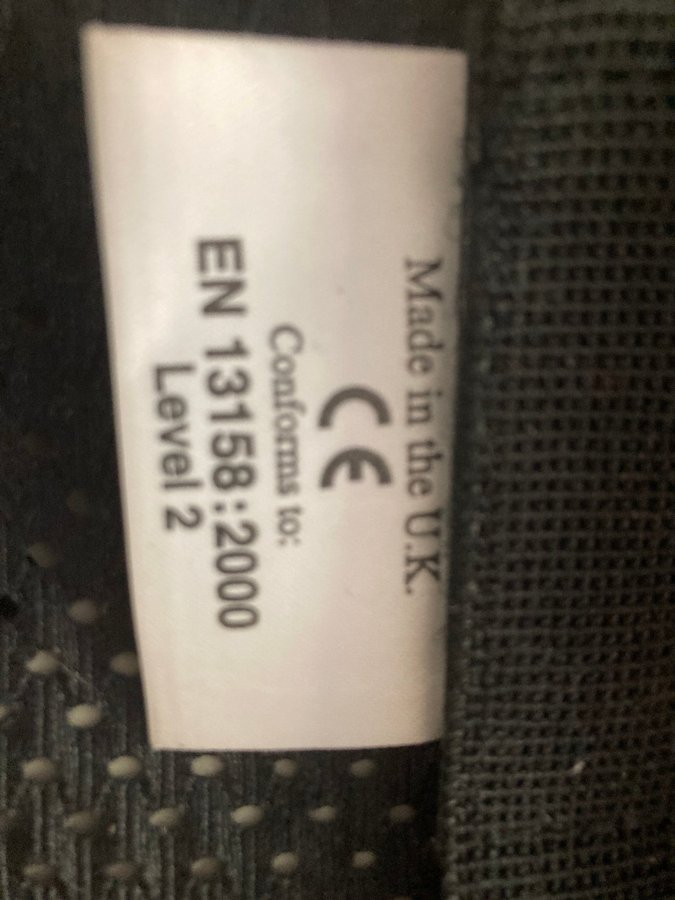 Made in the U.K.
CE
Conforms to:
EN 13158:2000
Level 2